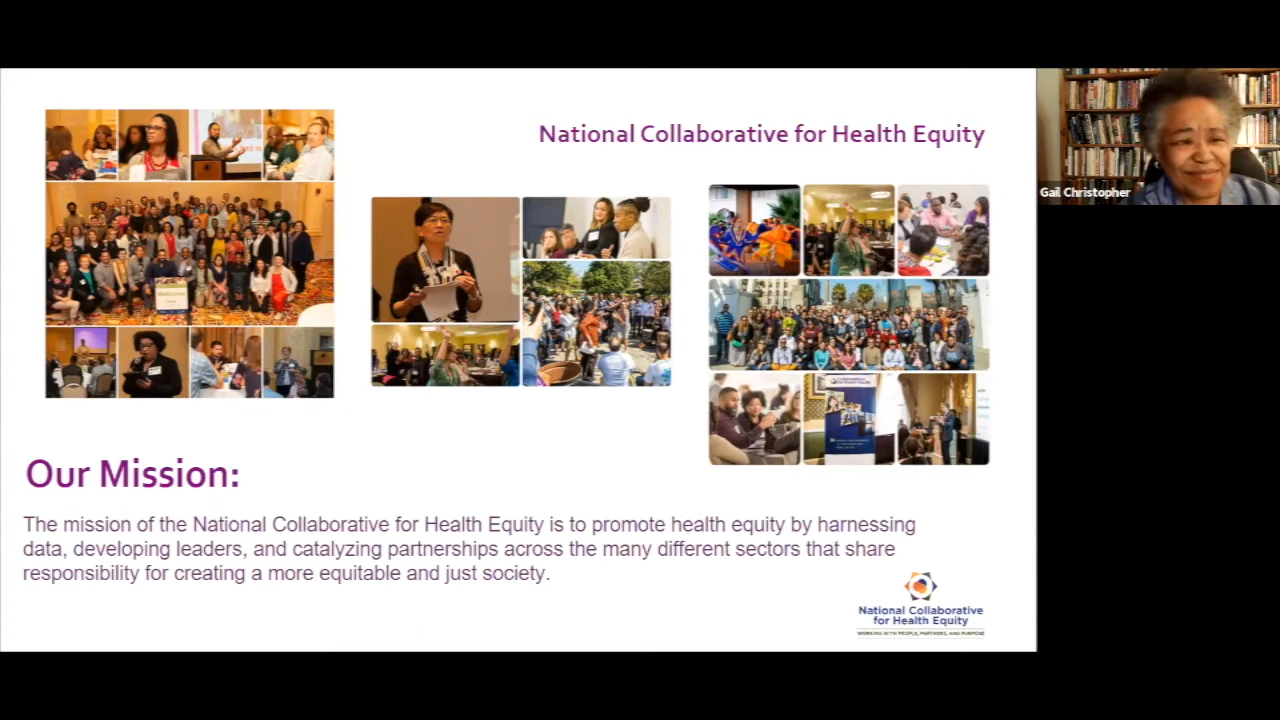 National Collaborative for Health Equity
Gail Christopher
Our Mission:
The mission of the National Collaborative for Health Equity is to promote health equity by harnessing
data, developing leaders, and catalyzing partnerships across the many different sectors that share
responsibility for creating a more equitable and just society.
National Collaborative
for Health Equity
WORKING WITH PEOPLE, PARTNERS, AND PURPOSE